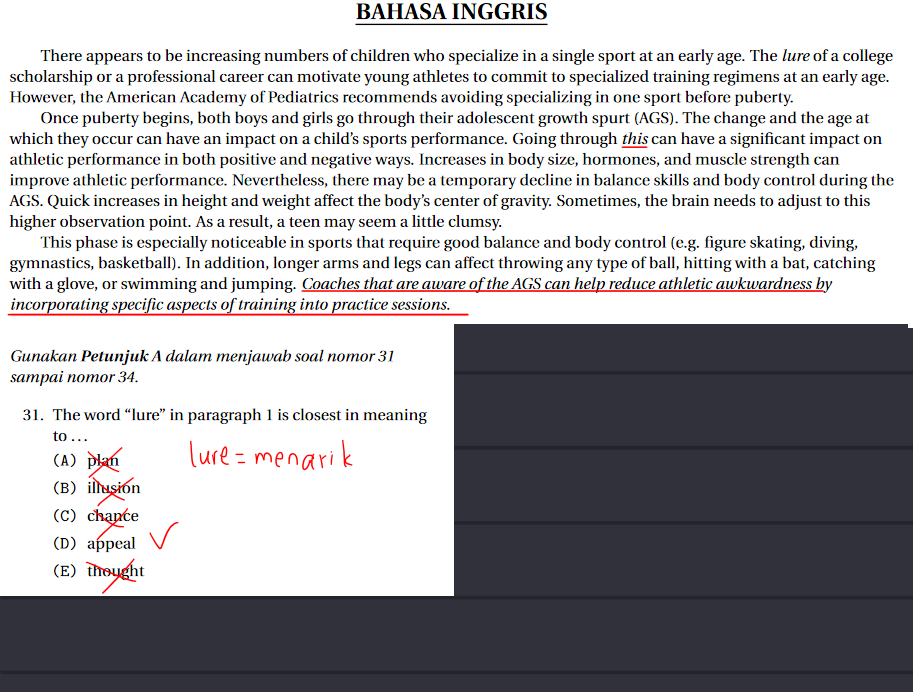 BAHASA INGGRIS
There appears to be increasing numbers of children who specialize in a single sport at an early age. The lure of a college
scholarship or a professional career can motivate young athletes to commit to specialized training regimens at an early age.
However, the American Academy of Pediatrics recommends avoiding specializing in one sport before puberty.
Once puberty begins, both boys and girls go through their adolescent growth spurt (AGS). The change and the age at
which they occur can have an impact on a child's sports performance. Going through this can have a significant impact on
athletic performance in both positive and negative ways. Increases in body size, hormones, and muscle strength can
improve athletic performance. Nevertheless, there may be a temporary decline in balance skills and body control during the
AGS. Quick increases in height and weight affect the body's center of gravity. Sometimes, the brain needs to adjust to this
higher observation point. As a result, a teen may seem a little clumsy.
This phase is especially noticeable in sports that require good balance and body control (e.g. figure skating, diving,
gymnastics, basketball). In addition, longer arms and legs can affect throwing any type of ball, hitting with a bat, catching
with a glove, or swimming and jumping. Coaches that are aware of the AGS can help reduce athletic awkwardness by
incorporating specific aspects of training into practice sessions.
Gunakan Petunjuk A dalam menjawab soal nomor 31
sampai nomor 34.
31. The word "lure" in paragraph 1 is closest in meaning
to ...
(A) plan
lure = menarik
(B) illusion
(C) chance
(D) appeal
(E) thought